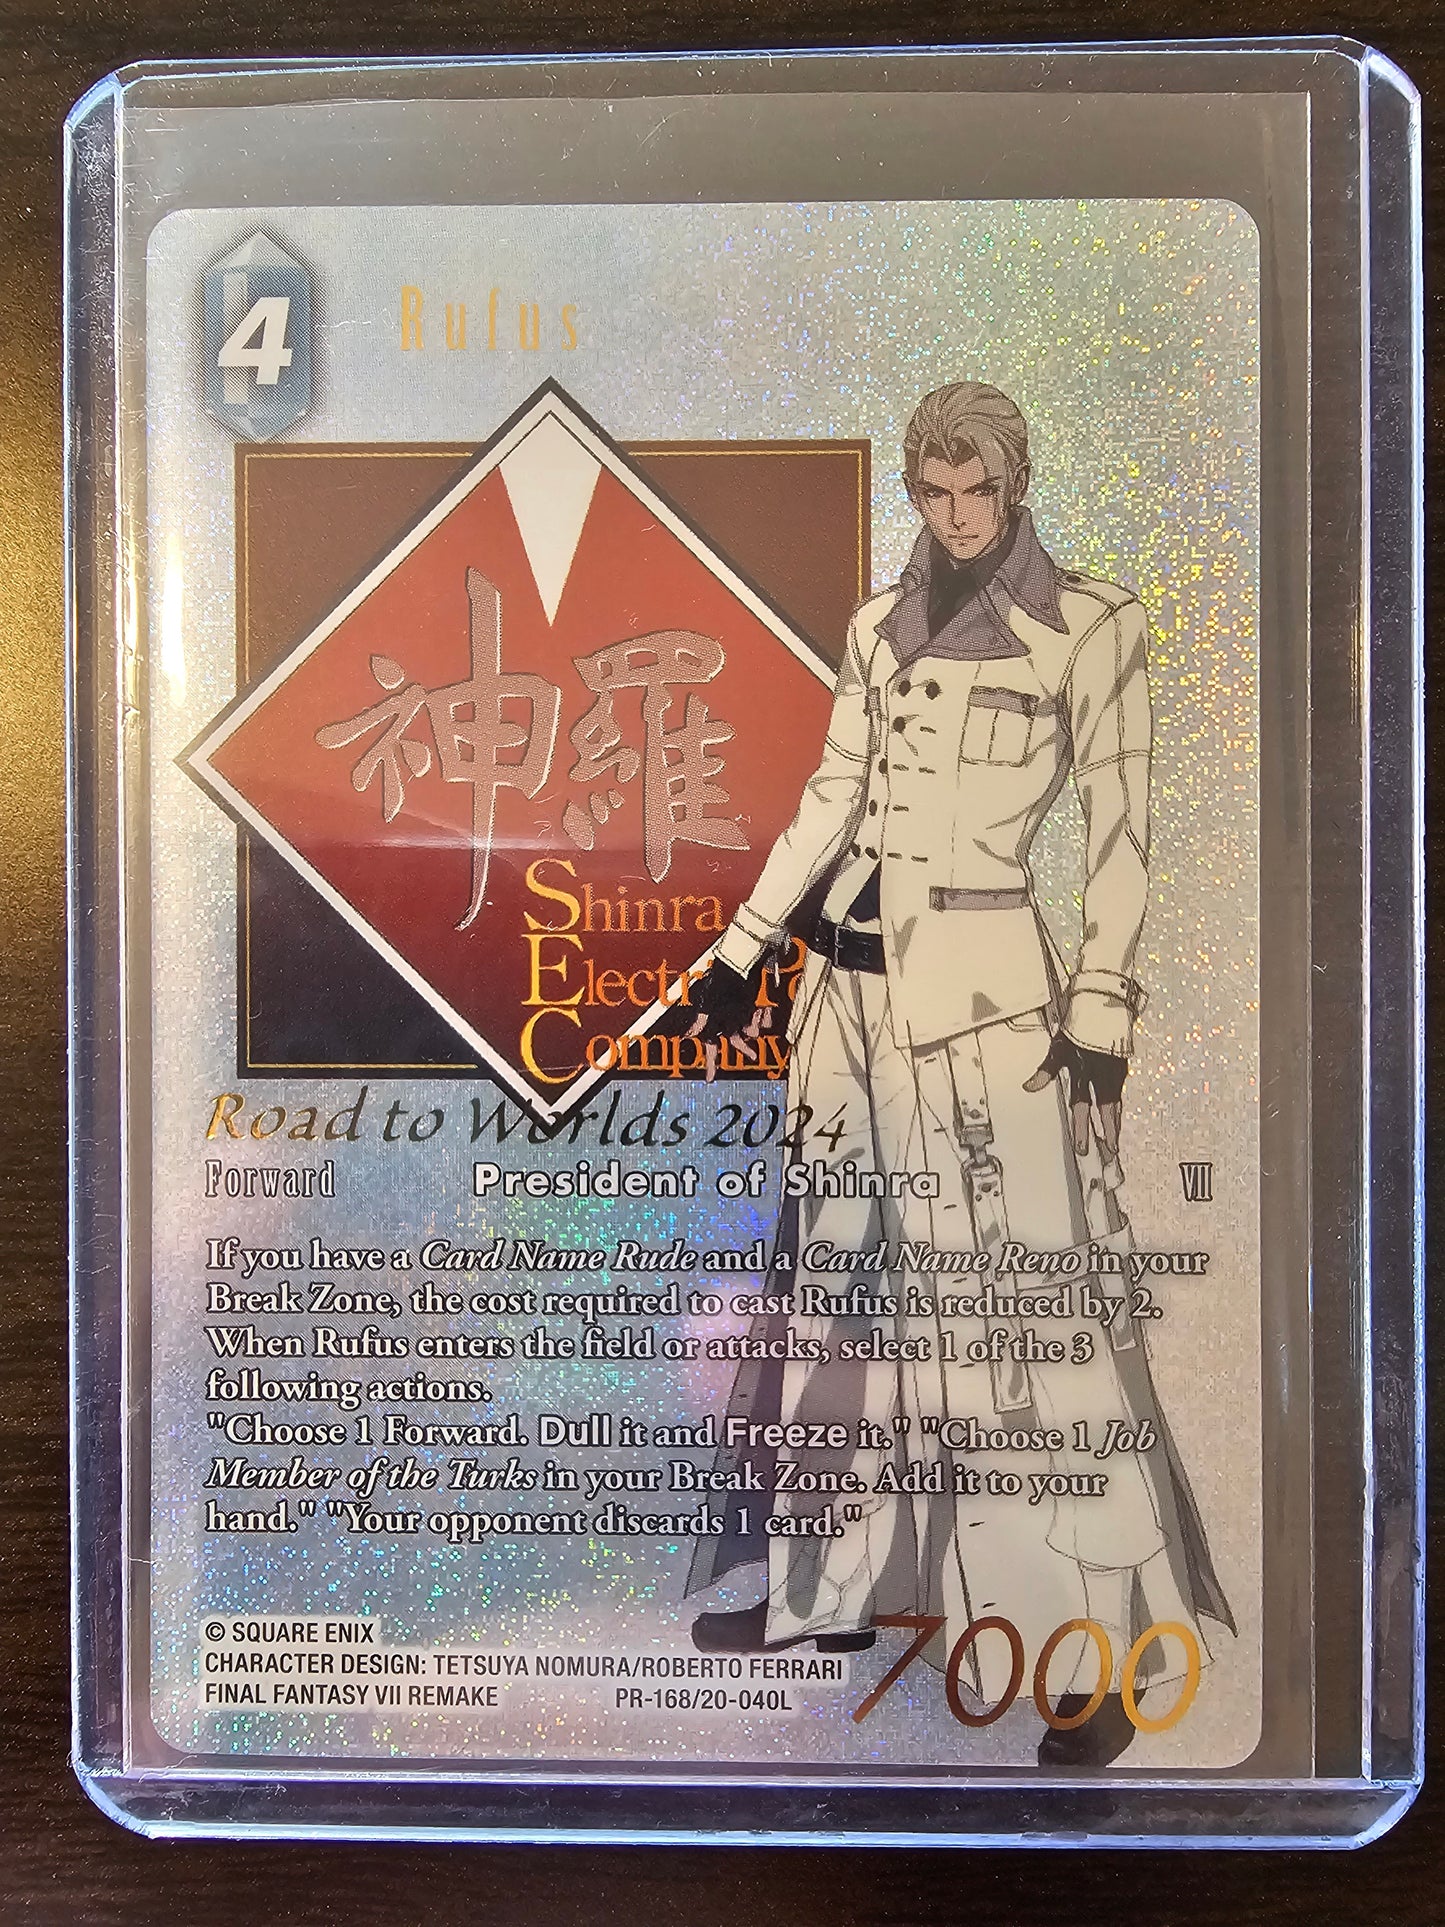 4
Rufus
神羅
Shinra
Electric
Company
Road to Worlds 2024
Forward President of Shinra VII
If you have a Card Name Rude and a Card Name Reno in your
Break Zone, the cost required to cast Rufus is reduced by 2.
When Rufus enters the field or attacks, select 1 of the 3
following actions.
"Choose 1 Forward. Dull it and Freeze it." "Choose 1 Job
Member of the Turks in your Break Zone. Add it to your
hand." "Your opponent discards 1 card."
© SQUARE ENIX
CHARACTER DESIGN: TETSUYA NOMURA/ROBERTO FERRARI
FINAL FANTASY VII REMAKE PR-168/20-040L
7000